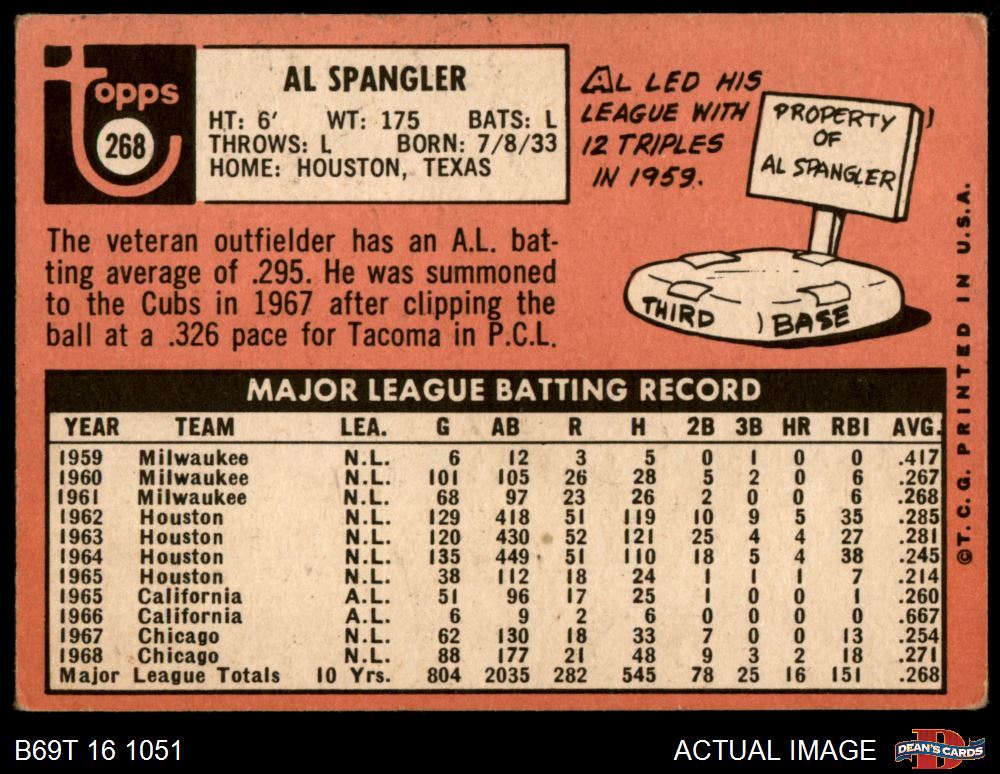 Topps
268
AL SPANGLER
HT: 6' WT: 175 BATS: L
THROWS: L BORN: 7/8/33
HOME: HOUSTON, TEXAS
AL LED HIS
LEAGUE WITH
12 TRIPLES
IN 1959.
PROPERTY
OF
AL SPANGLER
THIRD BASE
The veteran outfielder has an A.L. bat-
ting average of .295. He was summoned
to the Cubs in 1967 after clipping the
ball at a .326 pace for Tacoma in P.C.L.
MAJOR LEAGUE BATTING RECORD
YEAR TEAM LEA. G AB R H 2B 3B HR RBI AVG.
1959 Milwaukee N.L. 6 12 3 5 0 1 0 0 .417
1960 Milwaukee N.L. 101 105 26 28 5 2 0 6 .267
1961 Milwaukee N.L. 68 97 23 26 2 0 0 6 .268
1962 Houston N.L. 129 418 51 119 10 9 5 35 .285
1963 Houston N.L. 120 430 52 121 25 4 4 27 .281
1964 Houston N.L. 135 449 51 110 18 5 4 38 .245
1965 Houston N.L. 38 112 18 24 1 1 1 7 .214
1965 California A.L. 51 96 17 25 1 0 0 1 .260
1966 California A.L. 6 9 2 6 0 0 0 0 .667
1967 Chicago N.L. 62 130 18 33 7 0 0 13 .254
1968 Chicago N.L. 88 177 21 48 9 3 2 18 .271
Major League Totals 10 Yrs. 804 2035 282 545 78 25 16 151 .268
©T.C.G. PRINTED IN U.S.A.
B69T 16 1051
ACTUAL IMAGE
D
DEAN'S CARDS